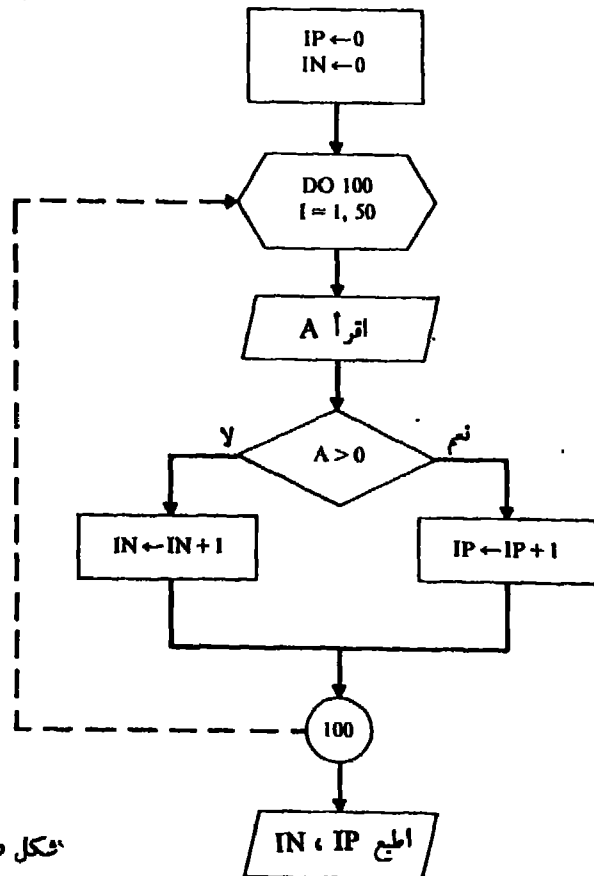 IP ← 0
IN ← 0
DO 100
I = 1, 50
اقرأ A
A > 0
لا
نعم
IN ← IN + 1
IP ← IP + 1
100
اطبع IN ، IP
شكل